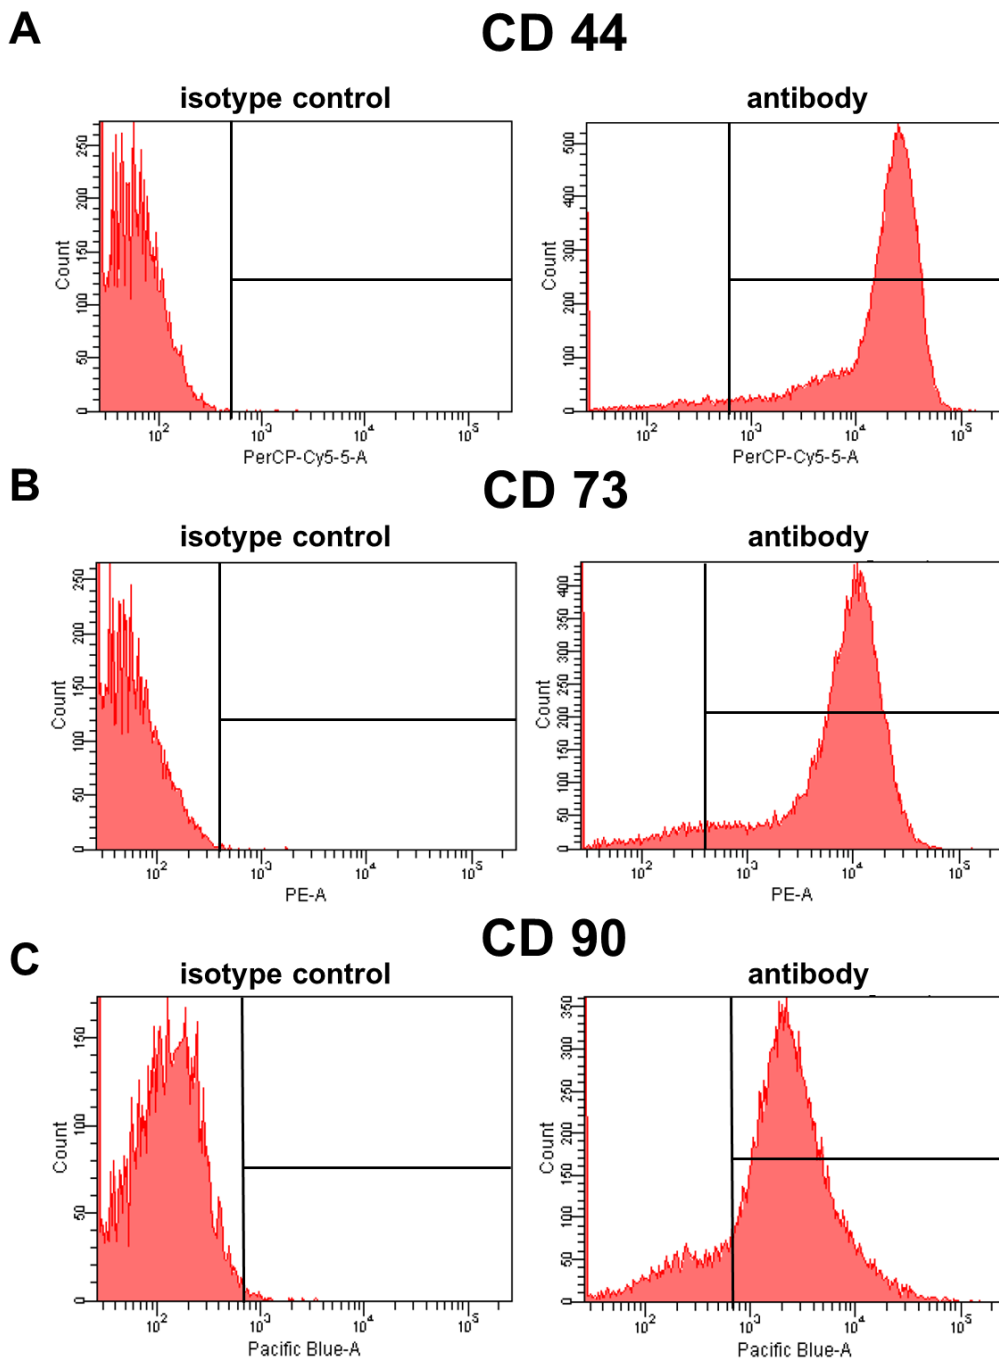 A
CD 44
isotype control
antibody
Count
250
200
150
100
50
0
10²
10³
10⁴
10⁵
PerCP-Cy5-5-A
Count
500
400
300
200
100
0
10²
10³
10⁴
10⁵
PerCP-Cy5-5-A
B
CD 73
isotype control
antibody
Count
250
200
150
100
50
0
10²
10³
10⁴
10⁵
PE-A
Count
400
350
300
250
200
150
100
50
0
10²
10³
10⁴
10⁵
PE-A
C
CD 90
isotype control
antibody
Count
150
100
50
0
10²
10³
10⁴
10⁵
Pacific Blue-A
Count
350
300
250
200
150
100
50
0
10²
10³
10⁴
10⁵
Pacific Blue-A